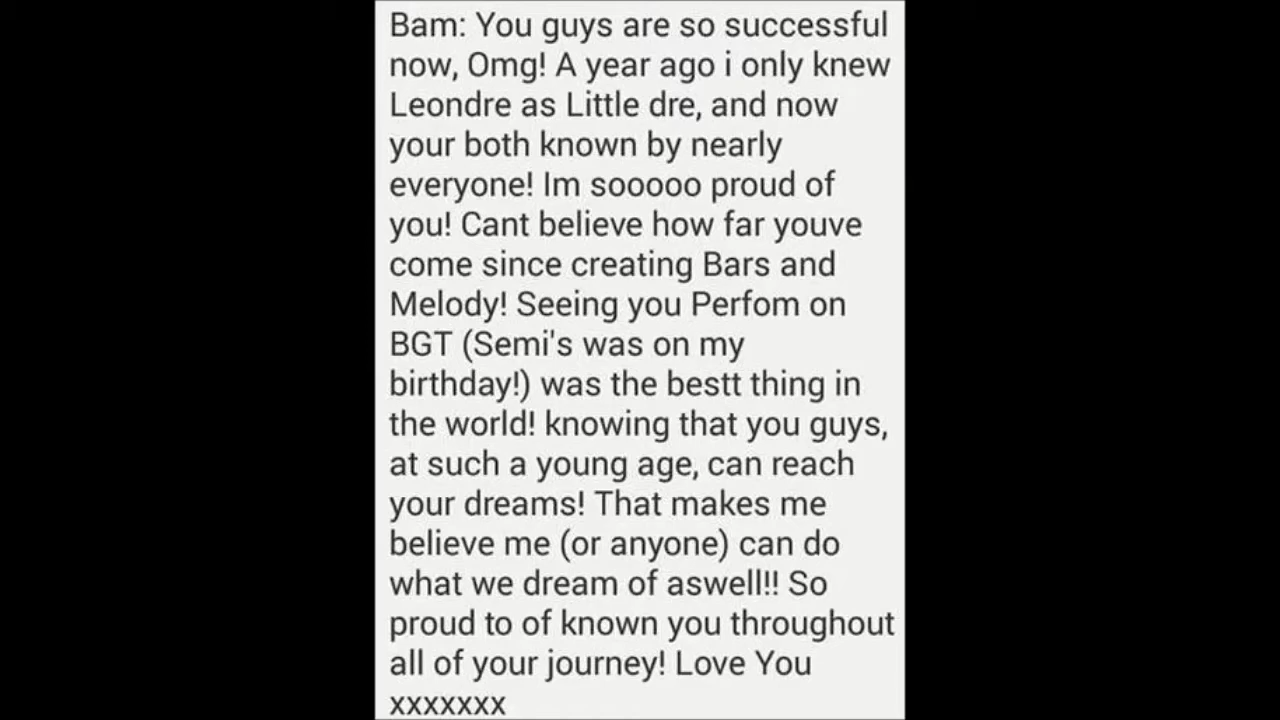 Bam: You guys are so successful
now, Omg! A year ago i only knew
Leondre as Little dre, and now
your both known by nearly
everyone! Im sooooo proud of
you! Cant believe how far youve
come since creating Bars and
Melody! Seeing you Perfom on
BGT (Semi's was on my
birthday!) was the bestt thing in
the world! knowing that you guys,
at such a young age, can reach
your dreams! That makes me
believe me (or anyone) can do
what we dream of aswell!! So
proud to of known you throughout
all of your journey! Love You
xxxxxxx